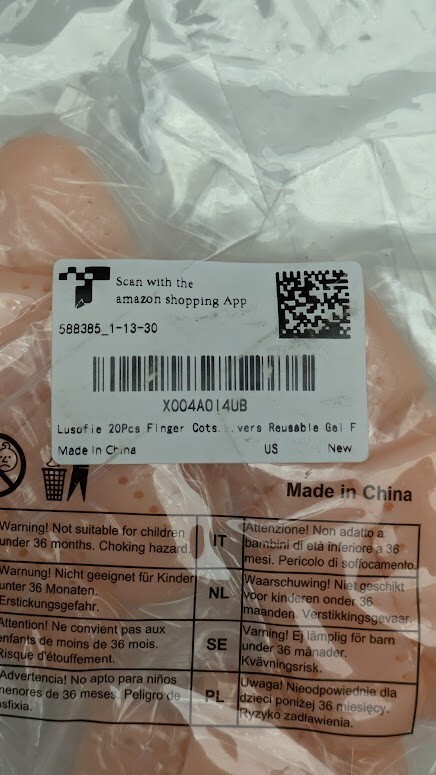 Scan with the
amazon shopping App
588385_1-13-30
X004A0I4UB
Lusofie 20Pcs Finger Cots...vers Reusable Gel F
Made in China US New
Made in China
Warning! Not suitable for children
under 36 months. Choking hazard.
IT
Attenzione! Non adatto a
bambini di età inferiore a 36
mesi. Pericolo di soffocamento.
Warnung! Nicht geeignet für Kinder
unter 36 Monaten.
Erstickungsgefahr.
NL
Waarschuwing! Niet geschikt
voor kinderen onder 36
maanden. Verstikkingsgevaar.
Attention! Ne convient pas aux
enfants de moins de 36 mois.
Risque d'étouffement.
SE
Varning! Ej lämplig för barn
under 36 månader.
Kvävningsrisk.
Advertencia! No apto para niños
menores de 36 meses. Peligro de
asfixia.
PL
Uwaga! Nieodpowiednie dla
dzieci poniżej 36 miesięcy.
Ryzyko zadławienia.